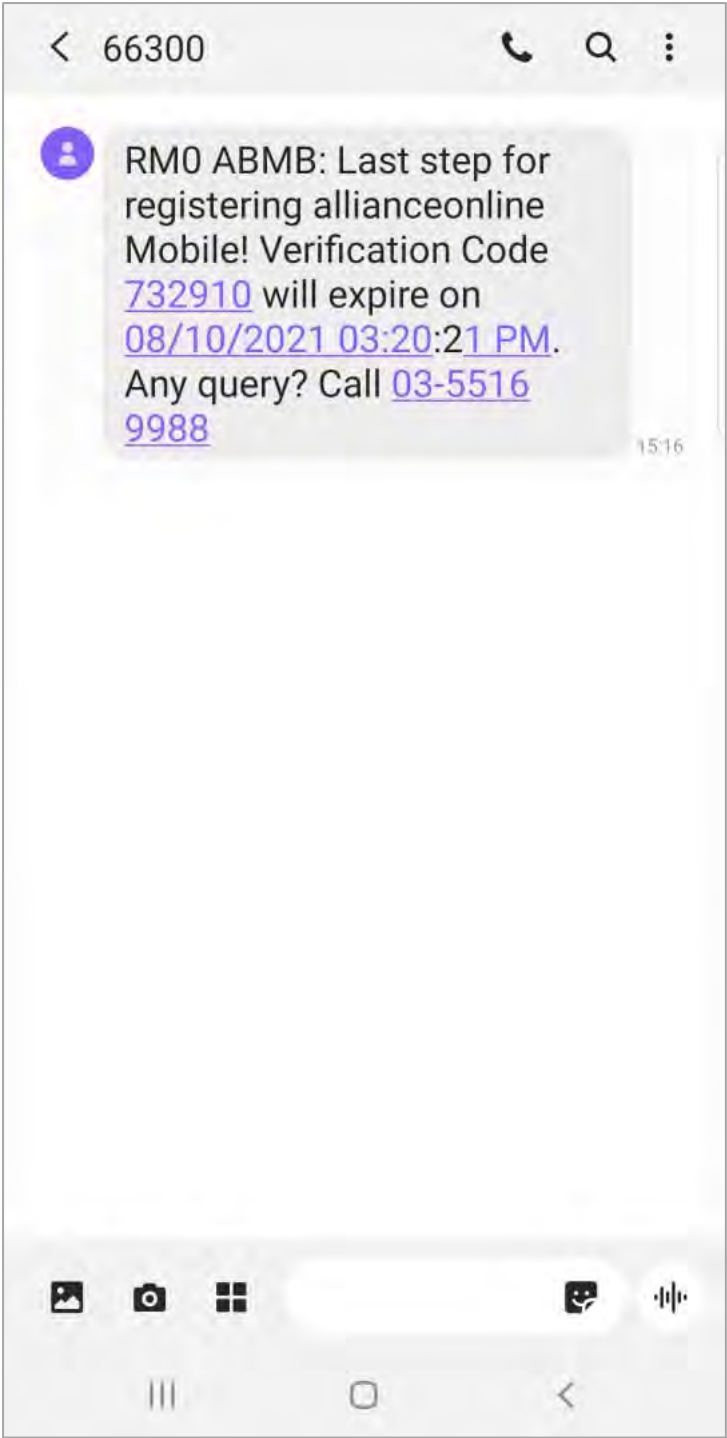 66300
RM0 ABMB: Last step for
registering allianceonline
Mobile! Verification Code
732910 will expire on
08/10/2021 03:20:21 PM.
Any query? Call 03-5516
9988
15:16